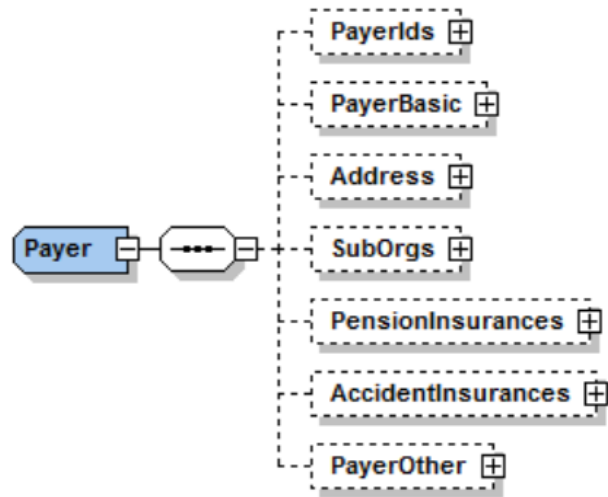 PayerIds
PayerBasic
Address
Payer
SubOrgs
PensionInsurances
AccidentInsurances
PayerOther